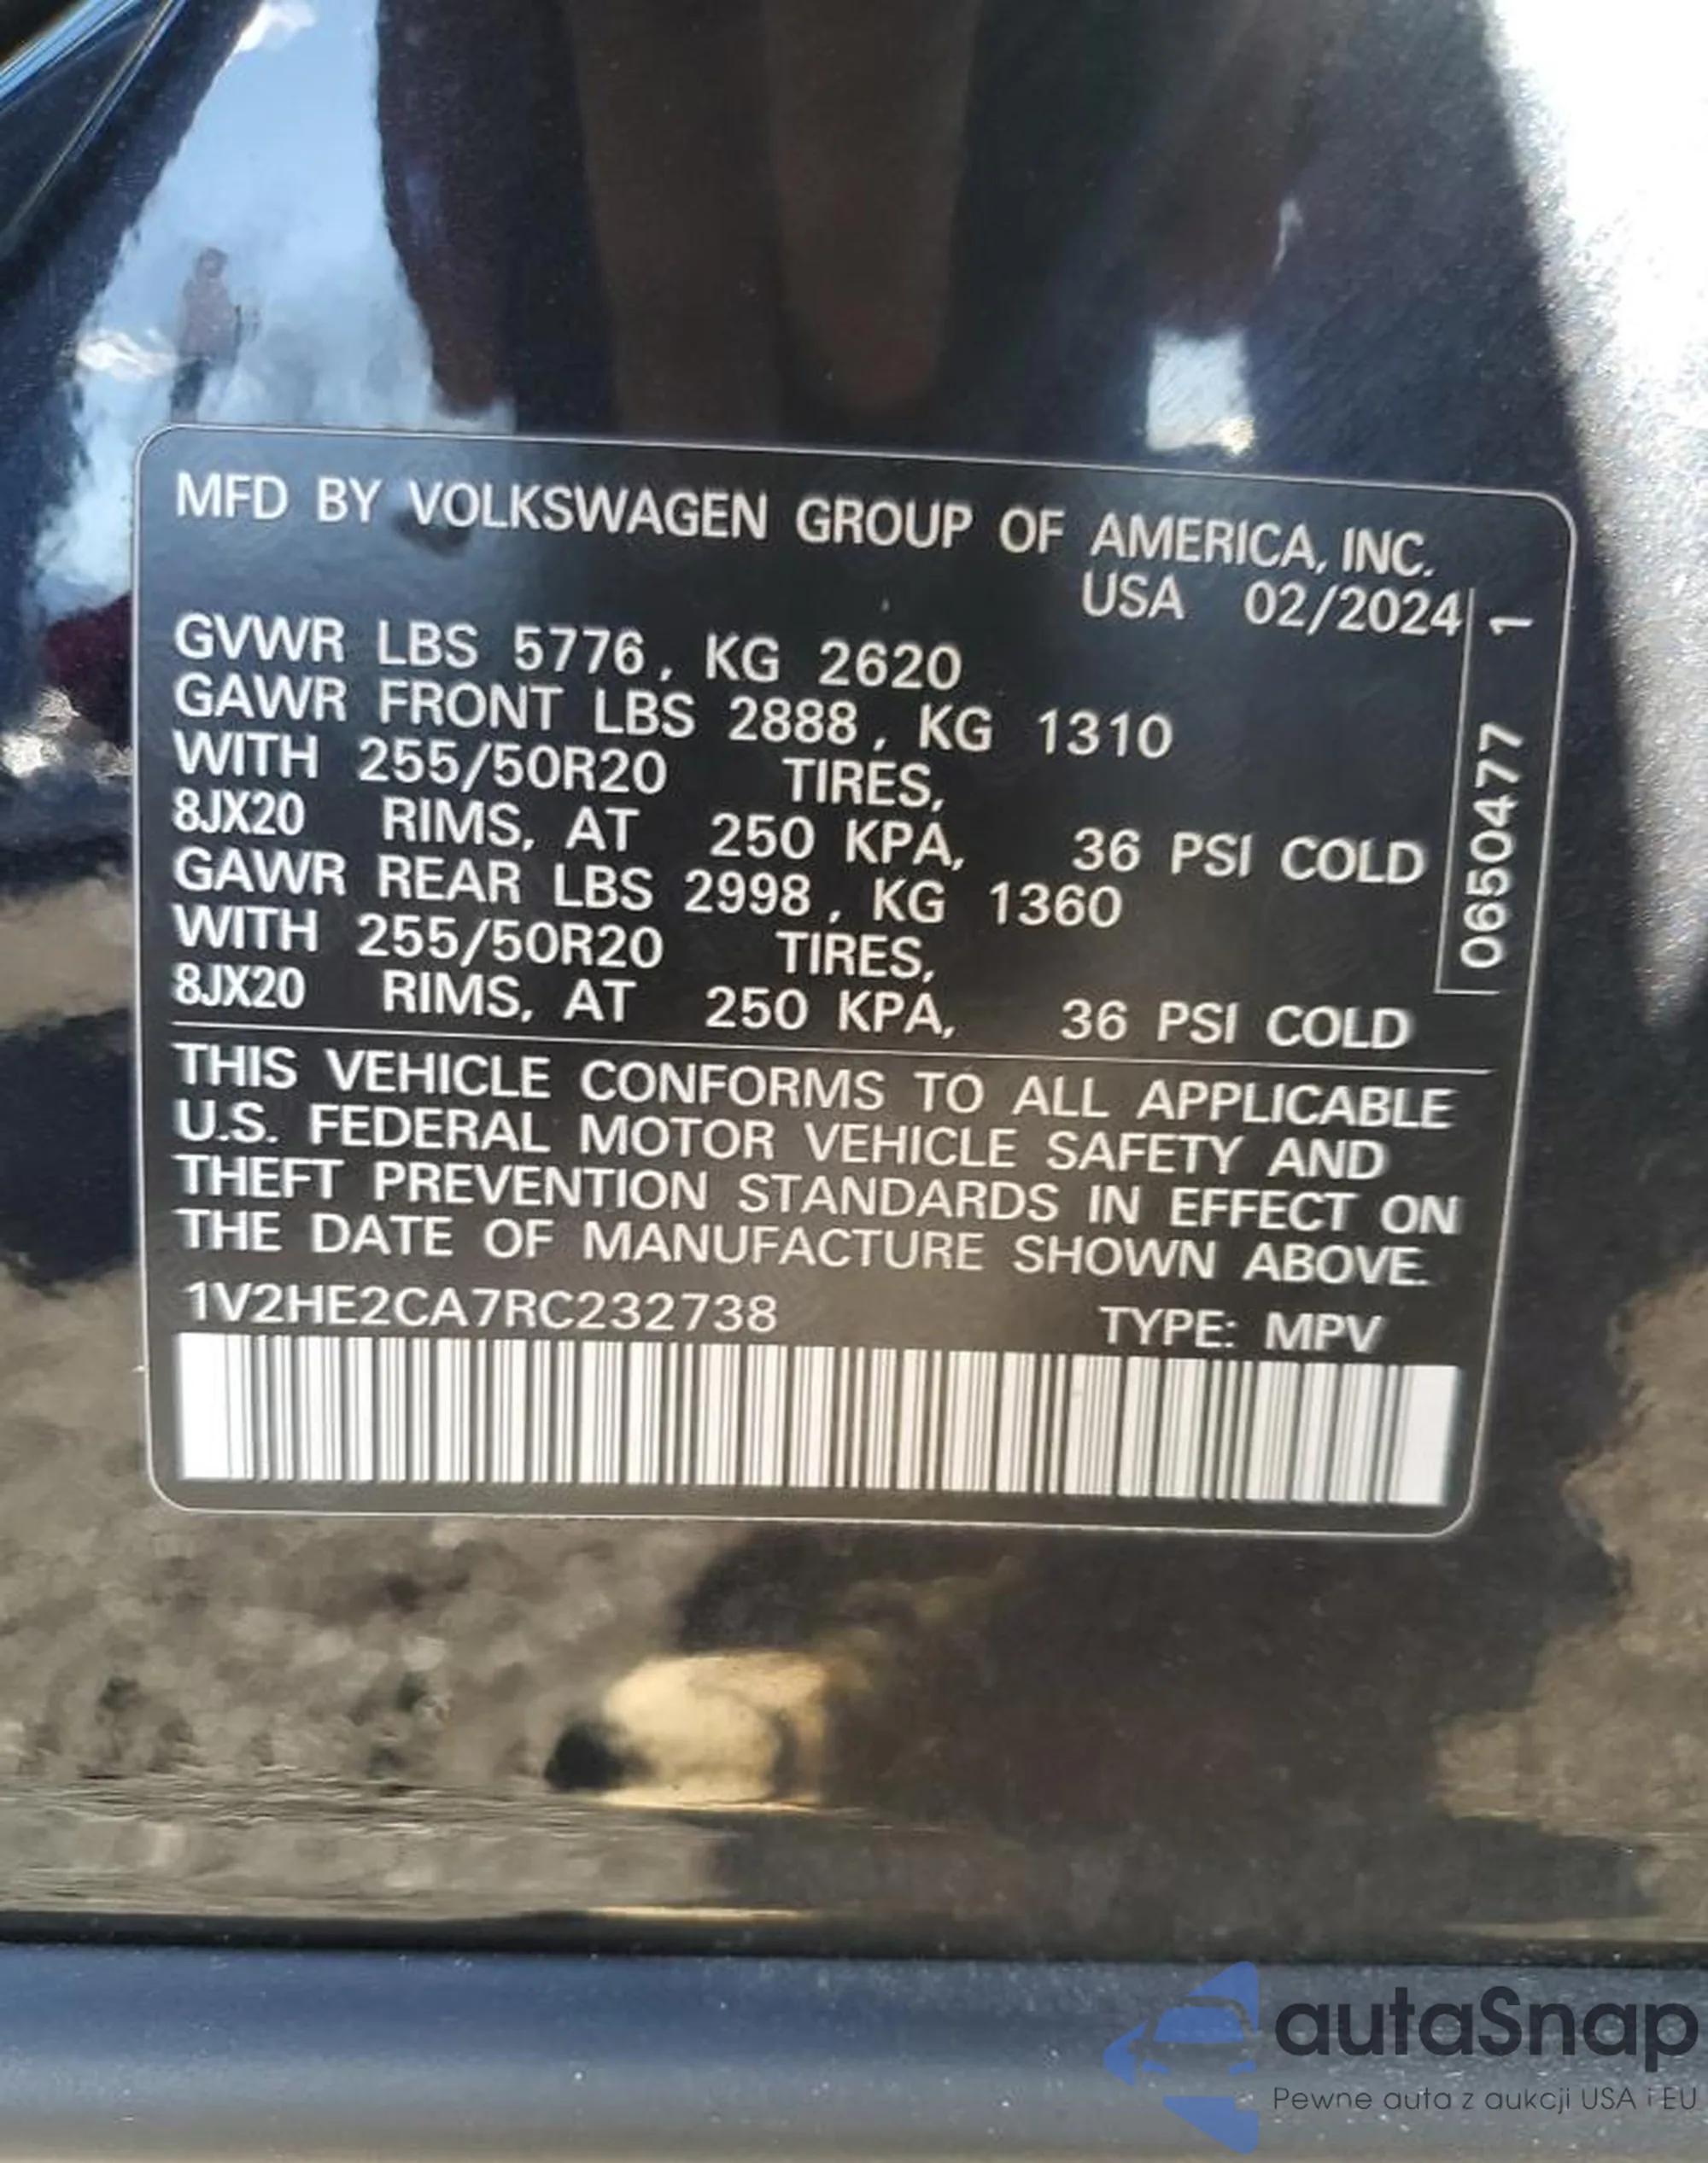 MFD BY VOLKSWAGEN GROUP OF AMERICA, INC.
USA 02/2024
GVWR LBS 5776, KG 2620
GAWR FRONT LBS 2888, KG 1310
WITH 255/50R20 TIRES,
8JX20 RIMS, AT 250 KPA, 36 PSI COLD
GAWR REAR LBS 2998, KG 1360
WITH 255/50R20 TIRES,
8JX20 RIMS, AT 250 KPA, 36 PSI COLD
0650477 1
THIS VEHICLE CONFORMS TO ALL APPLICABLE
U.S. FEDERAL MOTOR VEHICLE SAFETY AND
THEFT PREVENTION STANDARDS IN EFFECT ON
THE DATE OF MANUFACTURE SHOWN ABOVE.
1V2HE2CA7RC232738 TYPE: MPV
autaSnap
Pewne auta z aukcji USA i EU